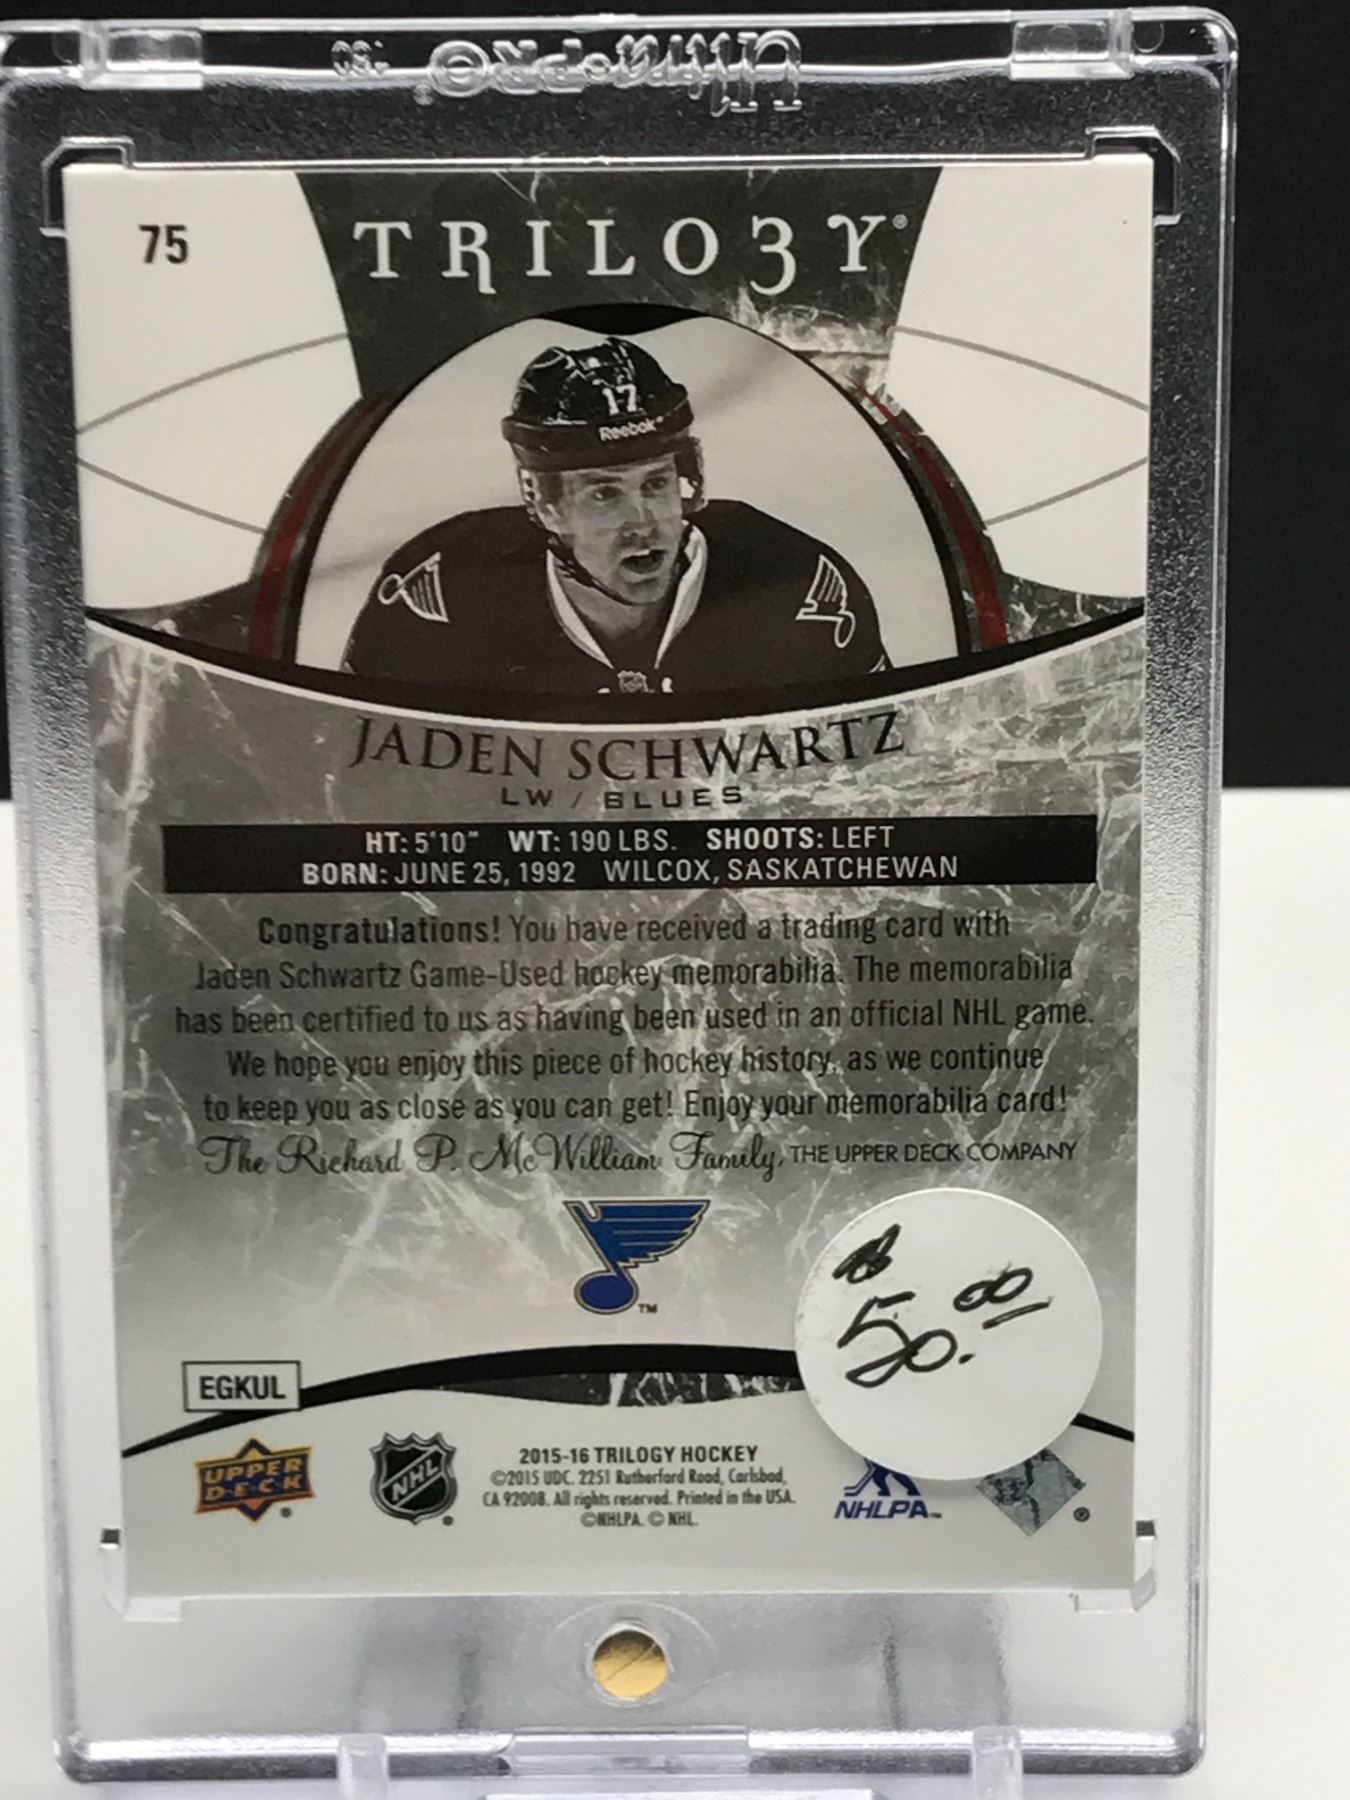 Ultra•PRO®
75
TRILOGY®
17
Reebok
JADEN SCHWARTZ
LW / BLUES
HT: 5'10" WT: 190 LBS. SHOOTS: LEFT
BORN: JUNE 25, 1992 WILCOX, SASKATCHEWAN
Congratulations! You have received a trading card with
Jaden Schwartz Game-Used hockey memorabilia. The memorabilia
has been certified to us as having been used in an official NHL game.
We hope you enjoy this piece of hockey history, as we continue
to keep you as close as you can get! Enjoy your memorabilia card!
The Richard P. McWilliam Family, THE UPPER DECK COMPANY
TM
$
50.00
EGKUL
UPPER
DECK
NHL
2015-16 TRILOGY HOCKEY
©2015 UDC. 2251 Rutherford Road, Carlsbad,
CA 92008. All rights reserved. Printed in the USA.
©NHLPA. © NHL.
NHLPA™
®